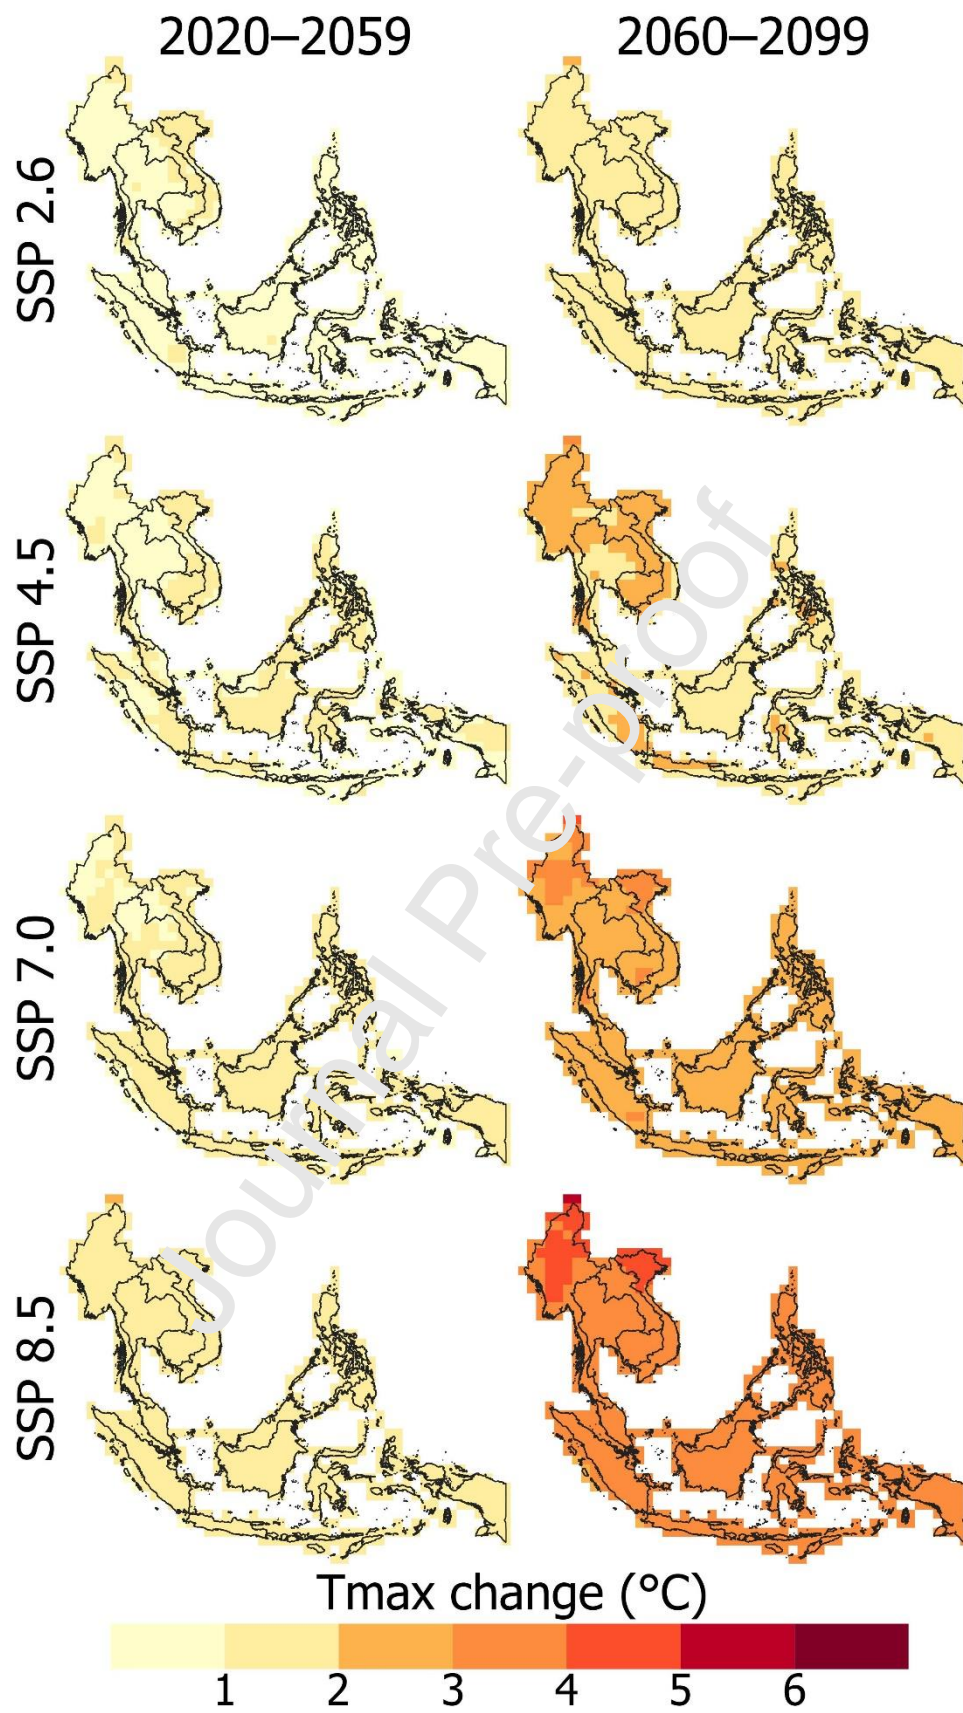 2020–2059 2060–2099
SSP 2.6
SSP 4.5
SSP 7.0
SSP 8.5
Journal Pre-proof
Tmax change (°C)
1 2 3 4 5 6